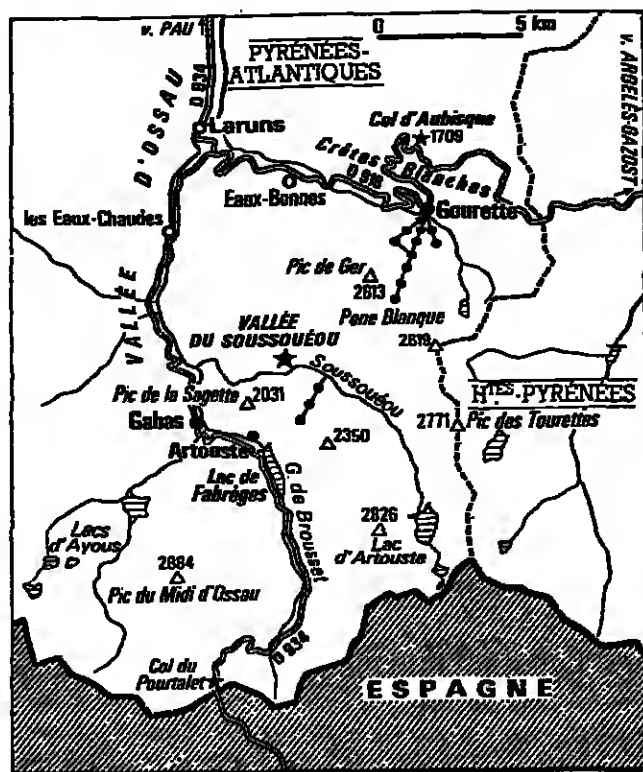 v. PAU
0 5 km
PYRÉNÉES-
ATLANTIQUES
D 934
v. ARGELÈS-GAZOST
Laruns
Col d'Aubisque
1709
Crêtes Blanches
D 918
VALLÉE D'OSSAU
Eaux-Bonnes
Gourette
les Eaux-Chaudes
Pic de Ger
2613
Pene Blanque
VALLÉE
DU SOUSSOUÉOU
2619
Soussouéou
HTES-PYRÉNÉES
Pic de la Sagette
2031
2771
Pic des Tourettes
Gabas
2350
Artouste
Lac de
Fabrèges
G. de Brousset
2826
Lac
d'Artouste
Lacs
d'Ayous
2884
Pic du Midi d'Ossau
D 934
Col du
Pourtalet
ESPAGNE